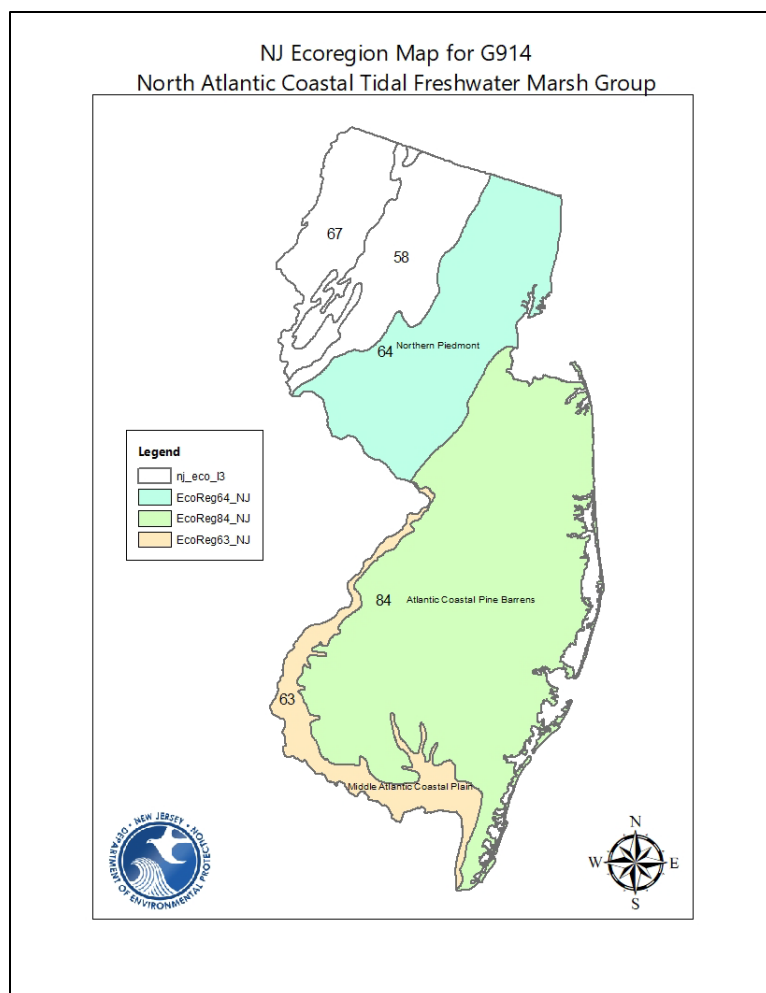 NJ Ecoregion Map for G914
North Atlantic Coastal Tidal Freshwater Marsh Group
67
58
64 Northern Piedmont
Legend
nj_eco_l3
EcoReg64_NJ
EcoReg84_NJ
EcoReg63_NJ
84 Atlantic Coastal Pine Barrens
63
Middle Atlantic Coastal Plain
NEW JERSEY
DEPARTMENT OF ENVIRONMENTAL PROTECTION
N
W E
S